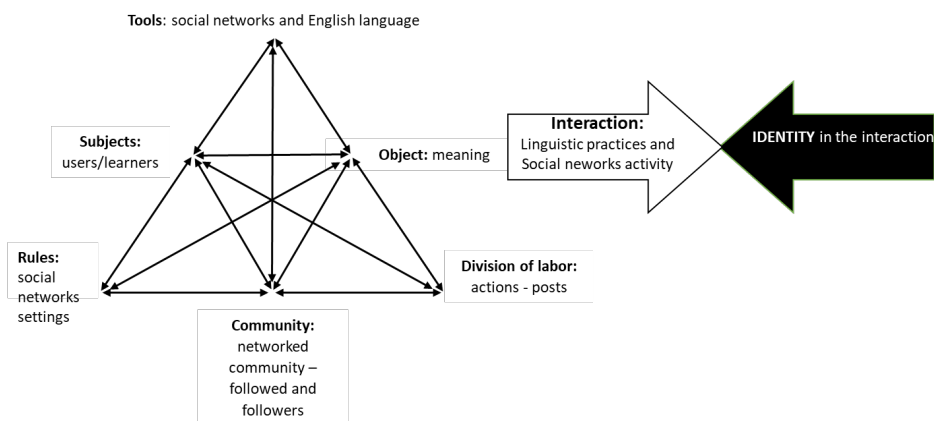 Tools: social networks and English language
Subjects:
users/learners
Object: meaning
Interaction:
Linguistic practices and
Social neworks activity
IDENTITY in the interaction
Rules:
social
networks
settings
Division of labor:
actions - posts
Community:
networked
community –
followed and
followers